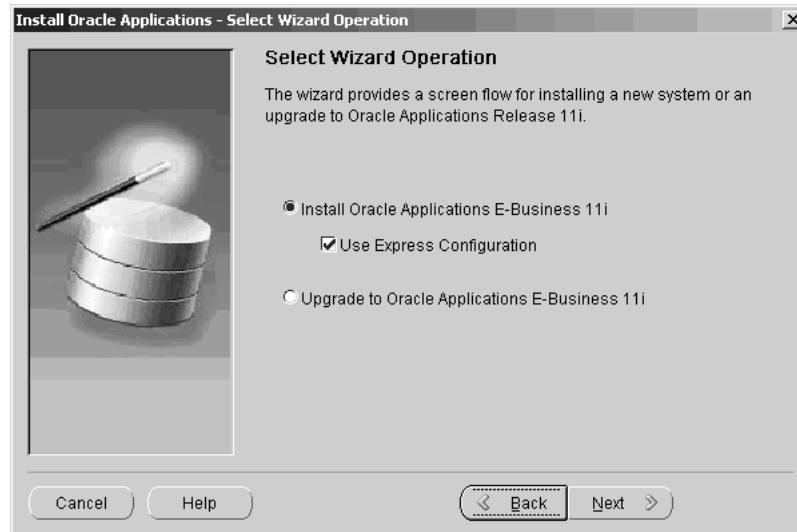 Install Oracle Applications - Select Wizard Operation
Select Wizard Operation
The wizard provides a screen flow for installing a new system or an
upgrade to Oracle Applications Release 11i.
Install Oracle Applications E-Business 11i
Use Express Configuration
Upgrade to Oracle Applications E-Business 11i
Cancel Help Back Next